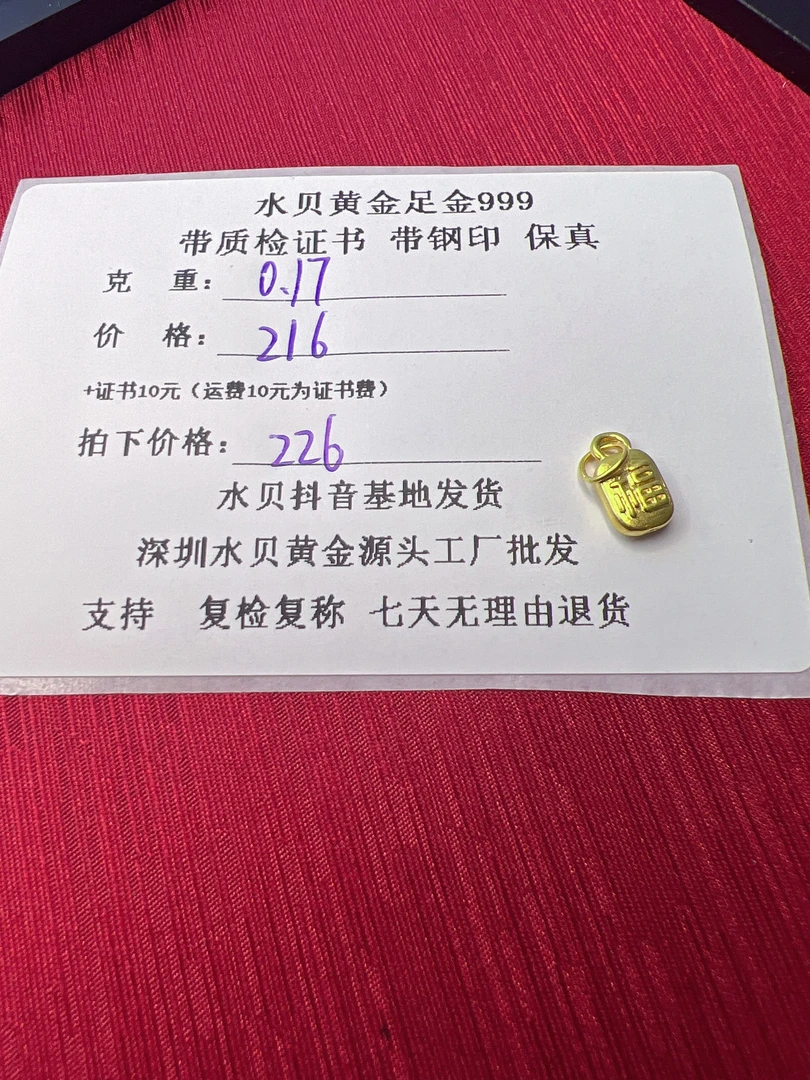 水贝黄金足金999
带质检证书 带钢印 保真
克 重: 0.17
价 格: 216
+证书10元（运费10元为证书费）
拍下价格: 226
水贝抖音基地发货
深圳水贝黄金源头工厂批发
支持 复检复称 七天无理由退货
福